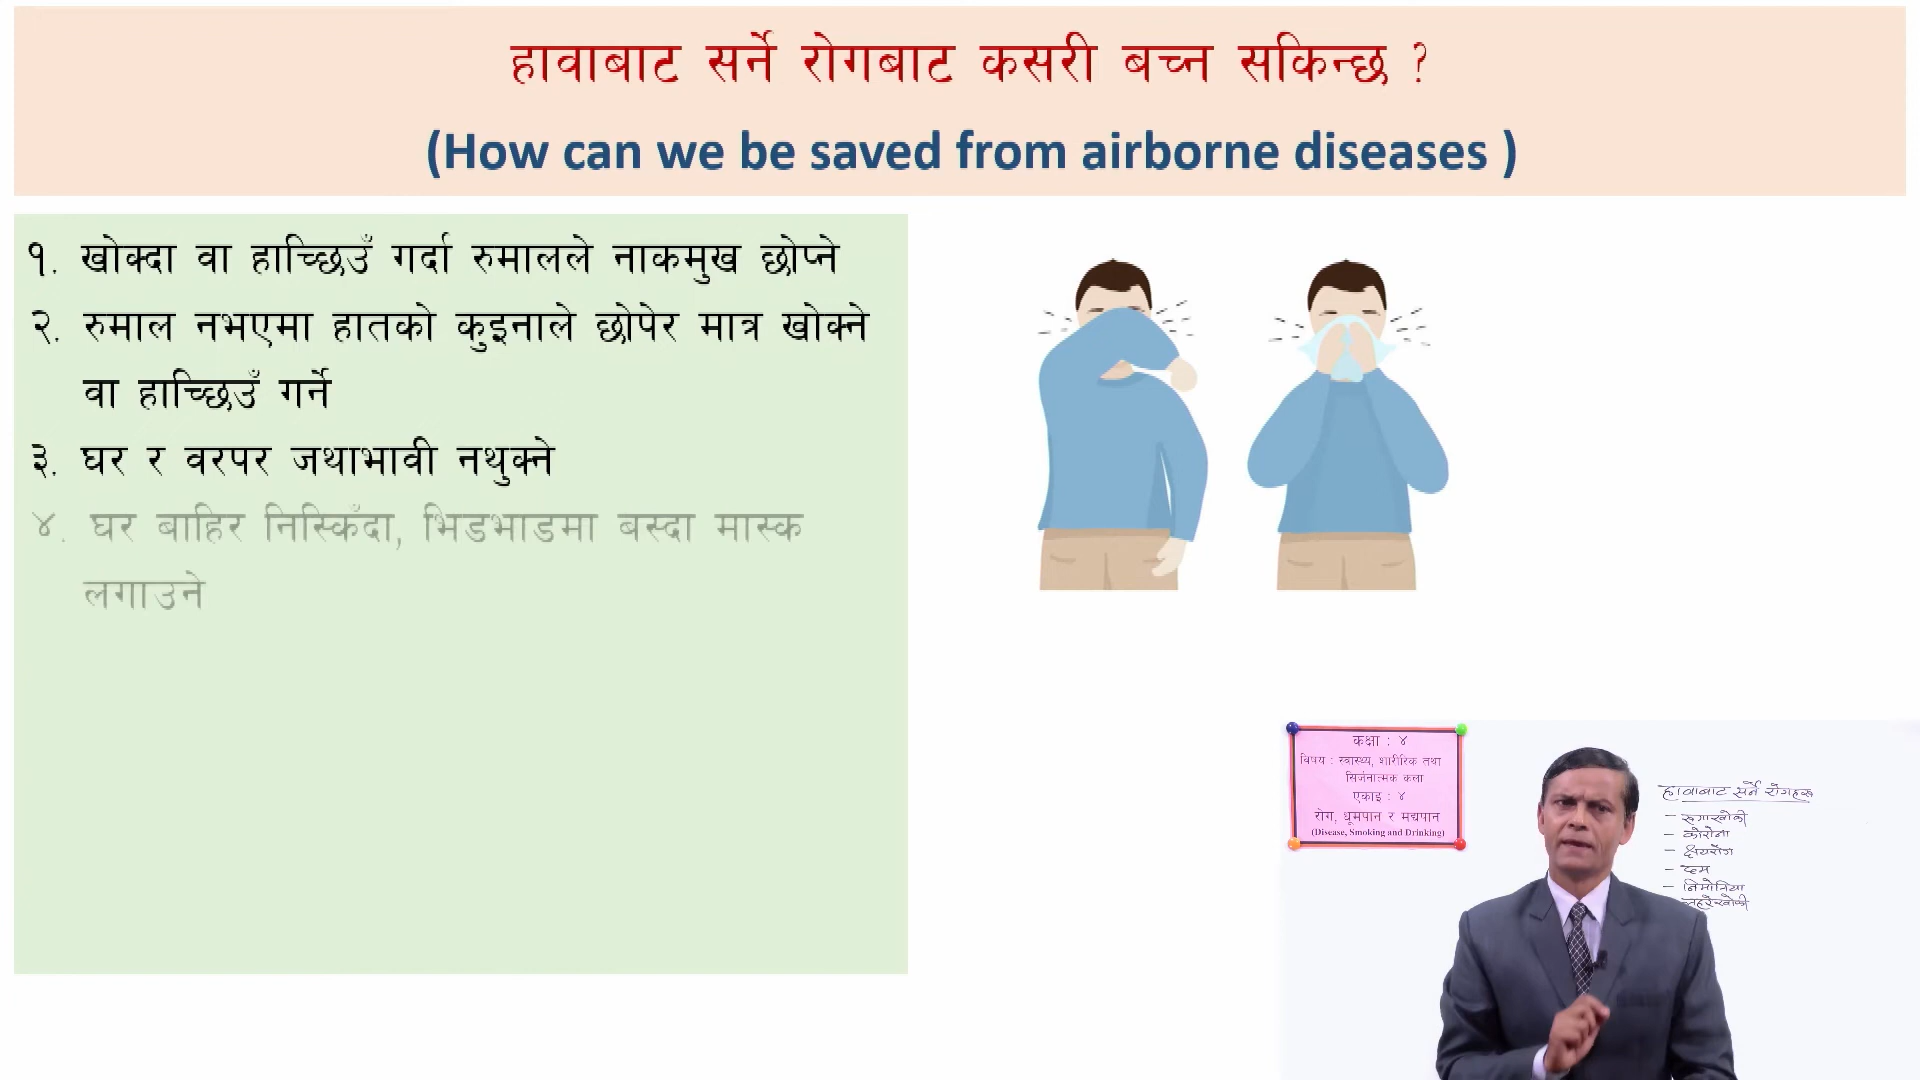 हावाबाट सर्ने रोगबाट कसरी बच्न सकिन्छ ?
(How can we be saved from airborne diseases )
१. खोक्दा वा हाच्छिउँ गर्दा रुमालले नाकमुख छोप्ने
२. रुमाल नभएमा हातको कुइनाले छोपेर मात्र खोक्ने
वा हाच्छिउँ गर्ने
३. घर र वरपर जथाभावी नथुक्ने
४. घर बाहिर निस्किँदा, भिडभाडमा बस्दा मास्क
लगाउने
कक्षा : ४
विषय : स्वास्थ्य, शारीरिक तथा
सिर्जनात्मक कला
एकाइ : ४
रोग, धूमपान र मद्यपान
(Disease, Smoking and Drinking)
हावाबाट सर्ने रोगहरू
- रुगाखोकी
- कोरोना
- क्षयरोग
- दम
- निमोनिया
लहरेखोकी